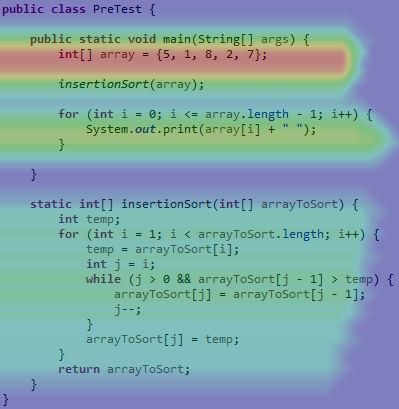 public class PreTest {
public static void main(String[] args) {
int[] array = {5, 1, 8, 2, 7};
insertionSort(array);
for (int i = 0; i <= array.length - 1; i++) {
System.out.print(array[i] + " ");
}
}
static int[] insertionSort(int[] arrayToSort) {
int temp;
for (int i = 1; i < arrayToSort.length; i++) {
temp = arrayToSort[i];
int j = i;
while (j > 0 && arrayToSort[j - 1] > temp) {
arrayToSort[j] = arrayToSort[j - 1];
j--;
}
arrayToSort[j] = temp;
}
return arrayToSort;
}
}